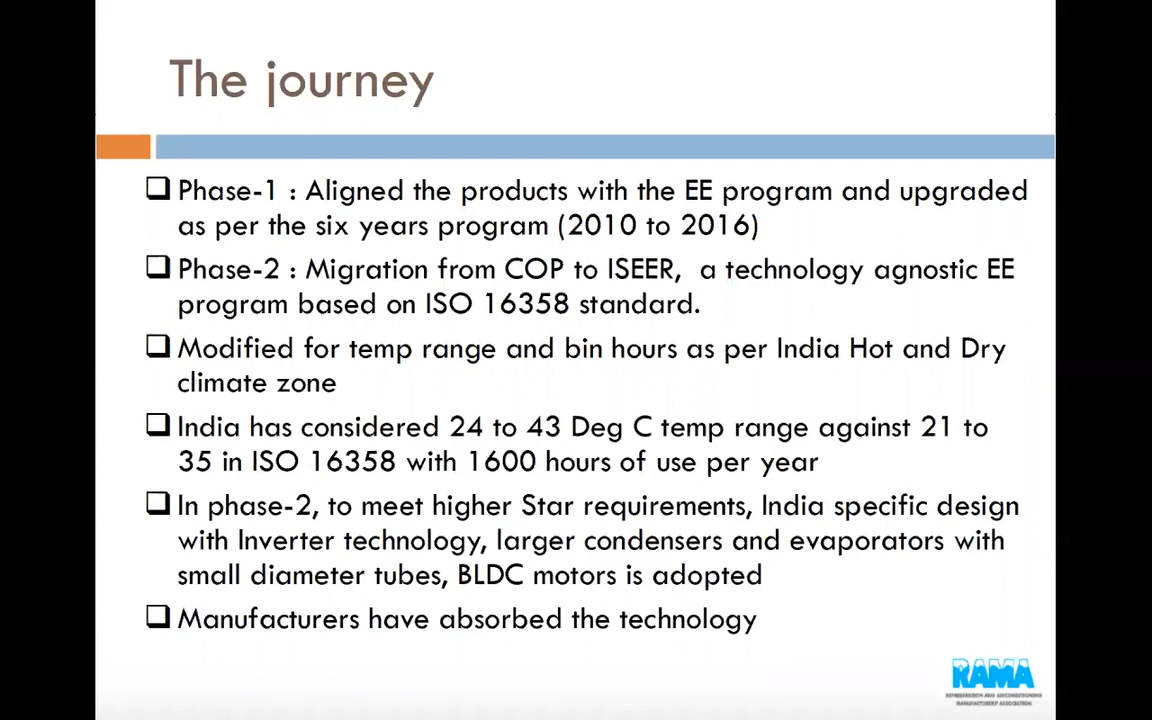 The journey
Phase-1 : Aligned the products with the EE program and upgraded
as per the six years program (2010 to 2016)
Phase-2 : Migration from COP to ISEER, a technology agnostic EE
program based on ISO 16358 standard.
Modified for temp range and bin hours as per India Hot and Dry
climate zone
India has considered 24 to 43 Deg C temp range against 21 to
35 in ISO 16358 with 1600 hours of use per year
In phase-2, to meet higher Star requirements, India specific design
with Inverter technology, larger condensers and evaporators with
small diameter tubes, BLDC motors is adopted
Manufacturers have absorbed the technology
RAMA
REFRIGERATION AND AIRCONDITIONING
MANUFACTURERS' ASSOCIATION